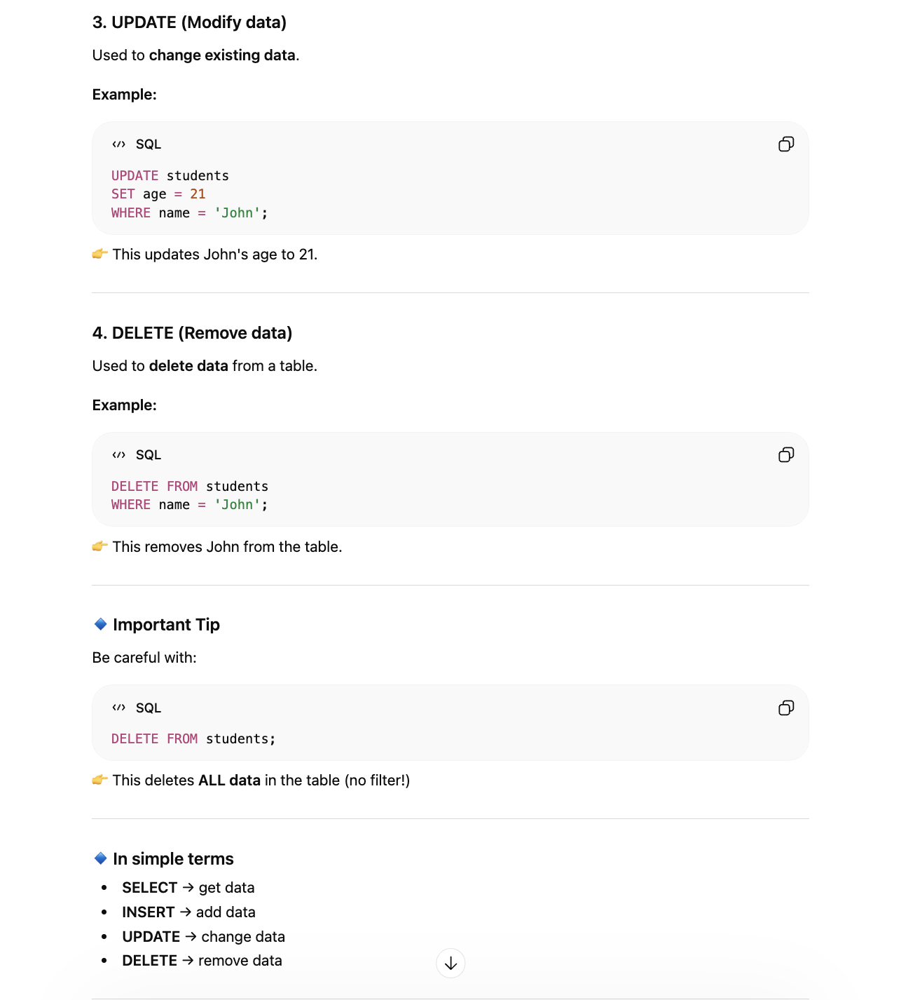 3. UPDATE (Modify data)
Used to change existing data.
Example:
SQL
UPDATE students
SET age = 21
WHERE name = 'John';
👉 This updates John's age to 21.
4. DELETE (Remove data)
Used to delete data from a table.
Example:
SQL
DELETE FROM students
WHERE name = 'John';
👉 This removes John from the table.
🔹 Important Tip
Be careful with:
SQL
DELETE FROM students;
👉 This deletes ALL data in the table (no filter!)
🔹 In simple terms
• SELECT → get data
• INSERT → add data
• UPDATE → change data
• DELETE → remove data